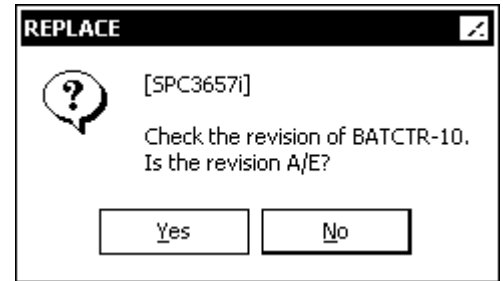 REPLACE
[SPC3657i]
Check the revision of BATCTR-10.
Is the revision A/E?
Yes
No